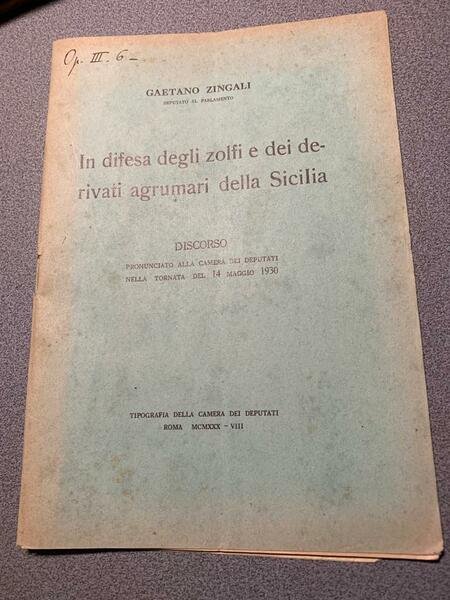 Op. III. 6 -
GAETANO ZINGALI
DEPUTATO AL PARLAMENTO
In difesa degli zolfi e dei de-
rivati agrumari della Sicilia
DISCORSO
PRONUNCIATO ALLA CAMERA DEI DEPUTATI
NELLA TORNATA DEL 14 MAGGIO 1930
TIPOGRAFIA DELLA CAMERA DEI DEPUTATI
ROMA MCMXXX - VIII